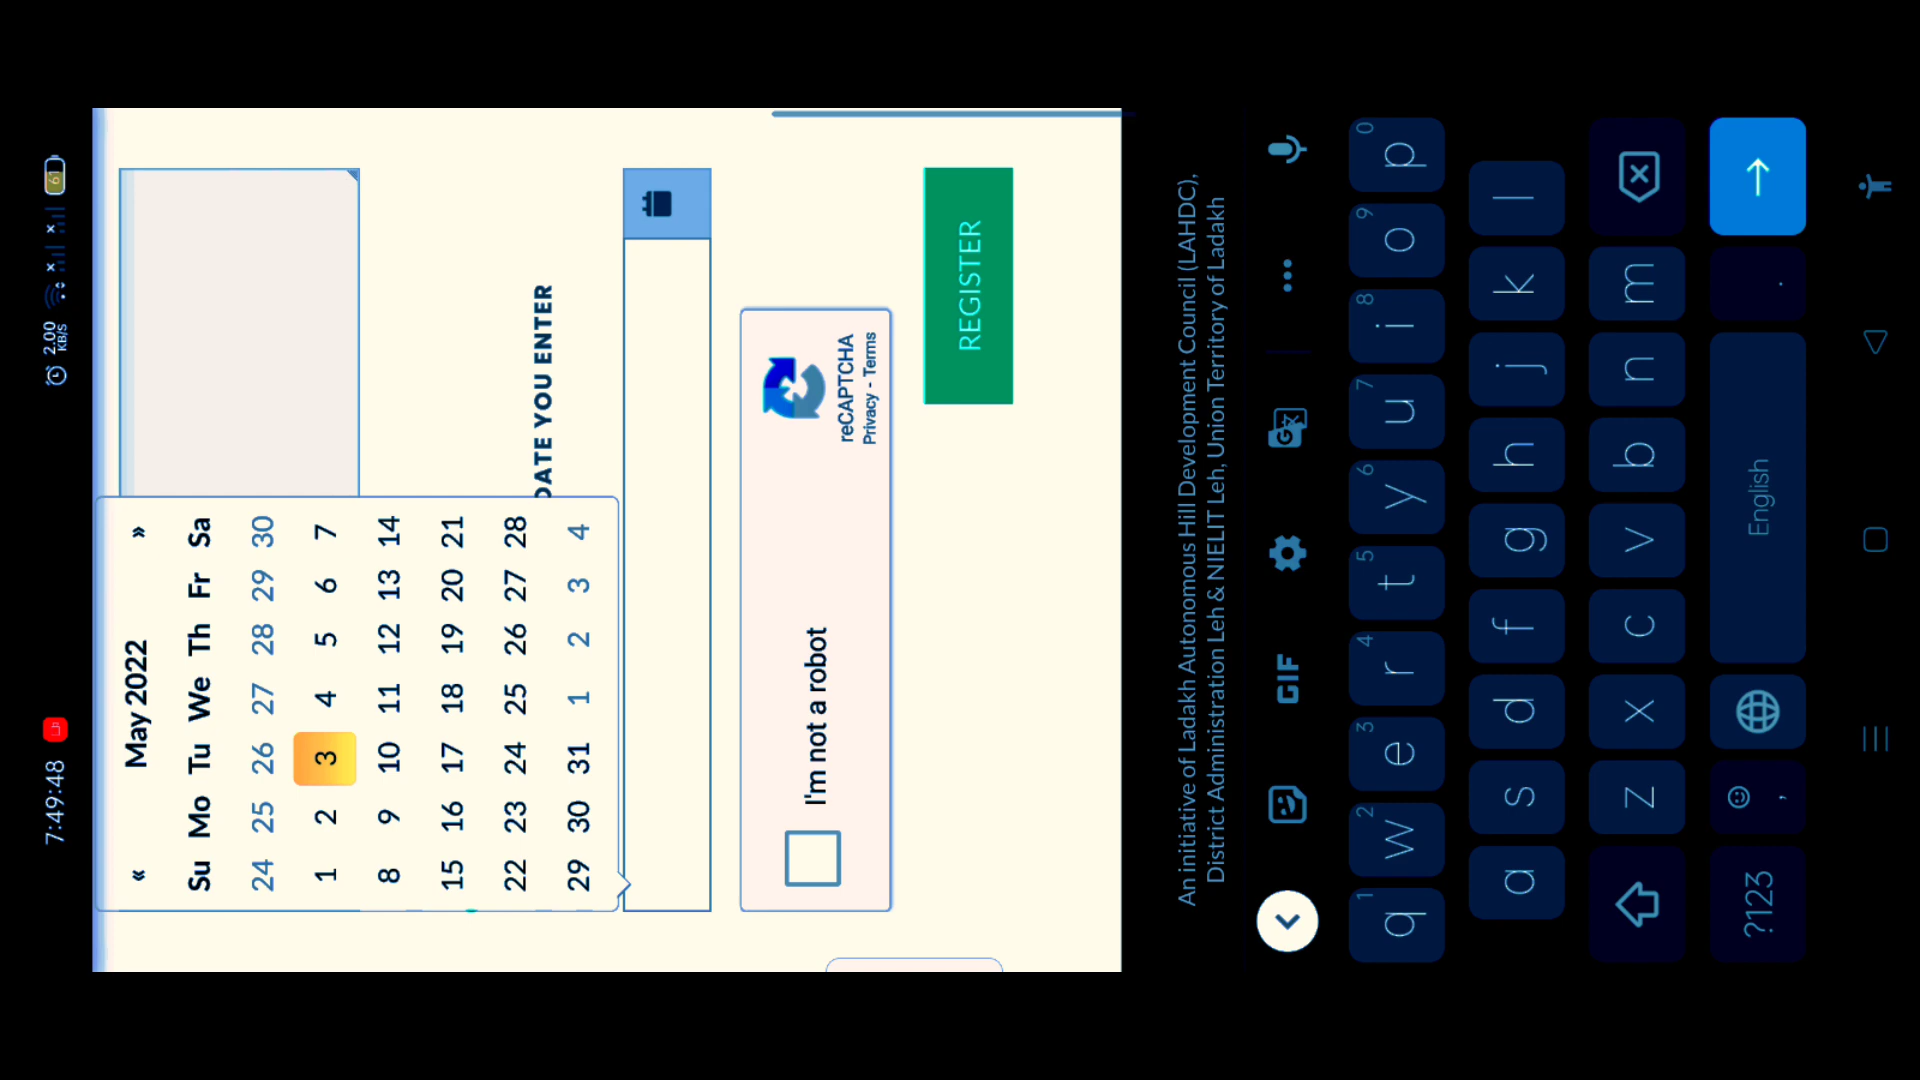 7:49:48
2.00 KB/S
61
« May 2022 »
Su Mo Tu We Th Fr Sa
24 25 26 27 28 29 30
1 2 3 4 5 6 7
8 9 10 11 12 13 14
15 16 17 18 19 20 21
22 23 24 25 26 27 28
29 30 31 1 2 3 4
DATE YOU ENTER
I'm not a robot
reCAPTCHA
Privacy - Terms
REGISTER
An initiative of Ladakh Autonomous Hill Development Council (LAHDC),
District Administration Leh & NIELIT Leh, Union Territory of Ladakh
GIF
1 2 3 4 5 6 7 8 9 0
q w e r t y u i o p
a s d f g h j k l
z x c v b n m
?123 , English .